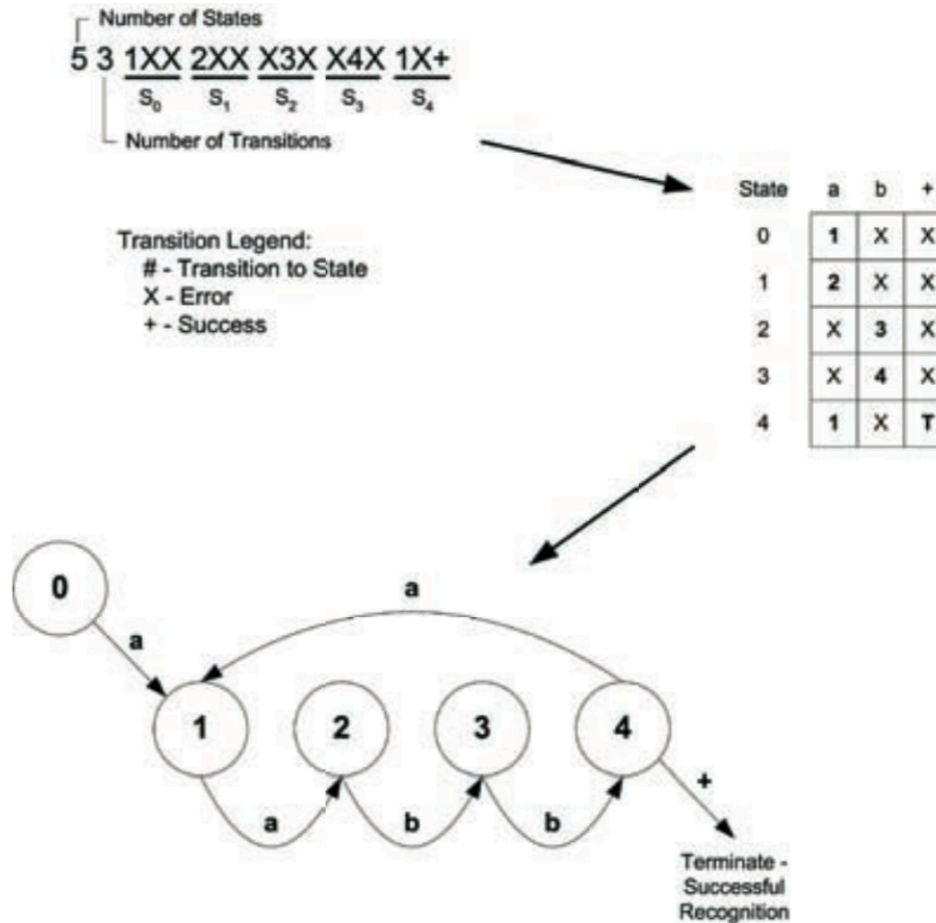 Number of States
5 3 1XX 2XX X3X X4X 1X+
S0 S1 S2 S3 S4
Number of Transitions
State a b +
0 1 X X
1 2 X X
2 X 3 X
3 X 4 X
4 1 X T
Transition Legend:
# - Transition to State
X - Error
+ - Success
0
a
a
1 2 3 4
a b b +
Terminate -
Successful
Recognition